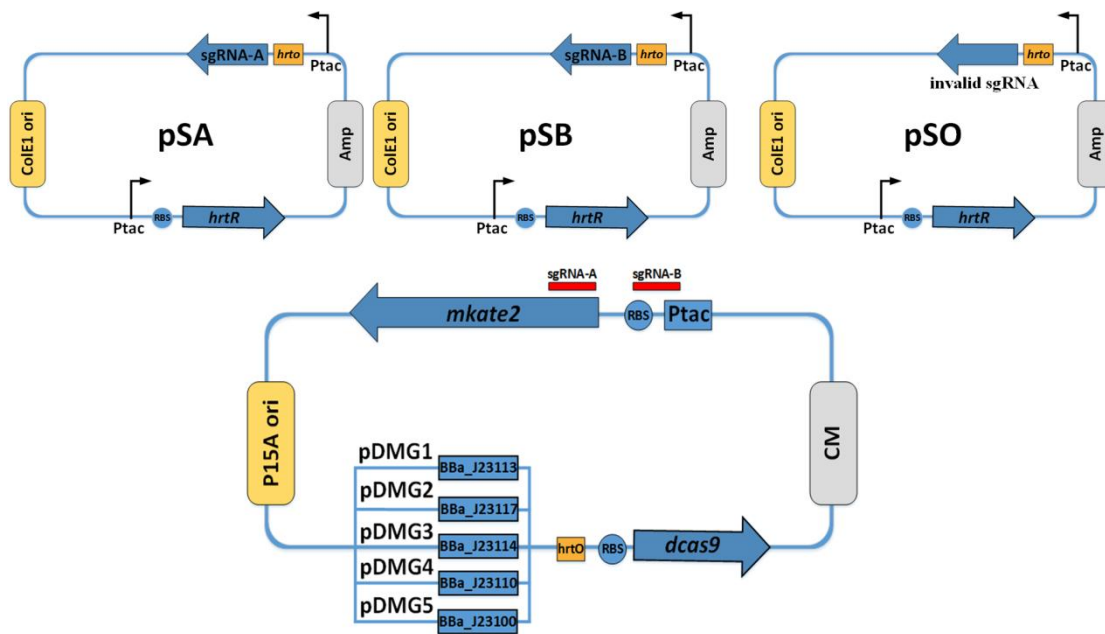 sgRNA-A
hrto
Ptac
ColE1 ori
pSA
Amp
Ptac
RBS
hrtR
sgRNA-B
hrto
Ptac
ColE1 ori
pSB
Amp
Ptac
RBS
hrtR
hrto
Ptac
invalid sgRNA
ColE1 ori
pSO
Amp
Ptac
RBS
hrtR
sgRNA-A
sgRNA-B
mkate2
RBS
Ptac
P15A ori
CM
pDMG1
BBa_J23113
pDMG2
BBa_J23117
pDMG3
BBa_J23114
pDMG4
BBa_J23110
pDMG5
BBa_J23100
hrtO
RBS
dcas9